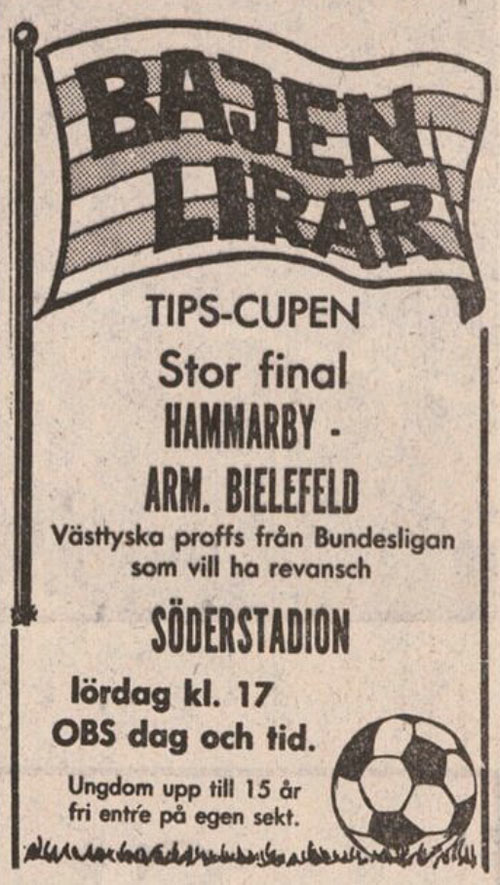 BAJEN
LIRAR
TIPS-CUPEN
Stor final
HAMMARBY -
ARM. BIELEFELD
Västtyska proffs från Bundesligan
som vill ha revansch
SÖDERSTADION
lördag kl. 17
OBS dag och tid.
Ungdom upp till 15 år
fri entr'e på egen sekt.